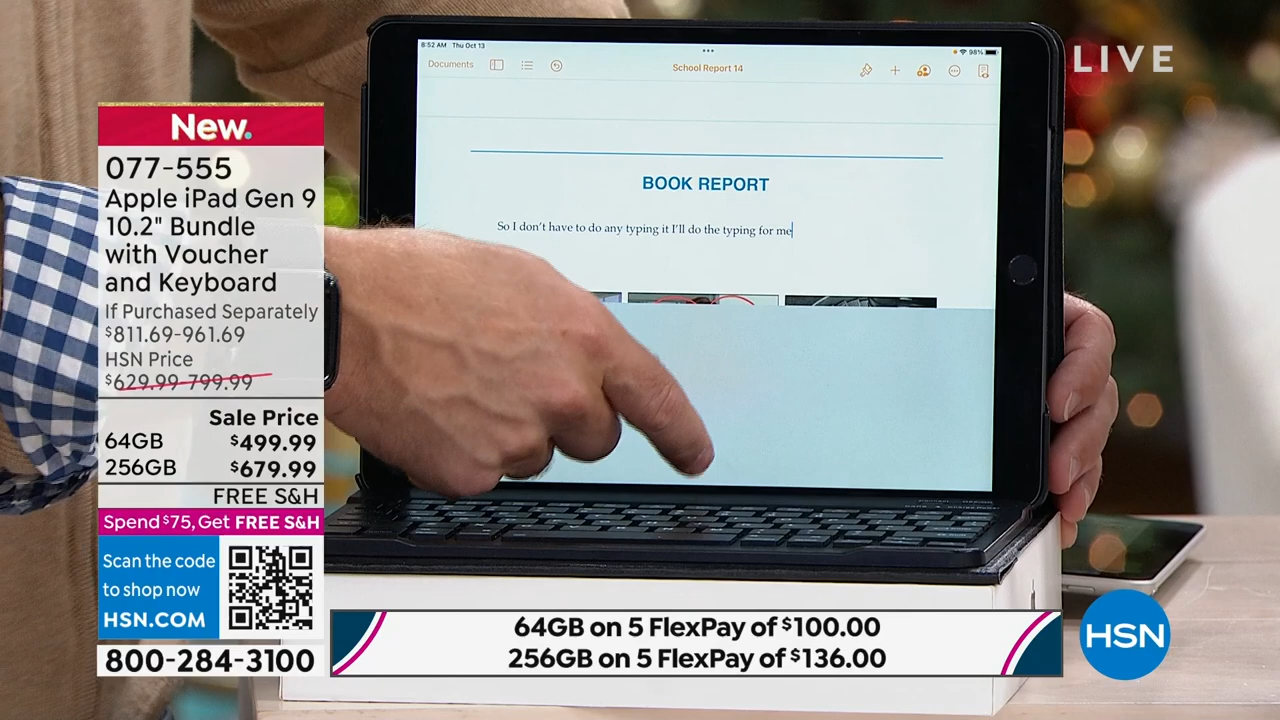 LIVE
New.
077-555
Apple iPad Gen 9
10.2" Bundle
with Voucher
and Keyboard
If Purchased Separately
$811.69-961.69
HSN Price
$629.99-799.99
Sale Price
64GB $499.99
256GB $679.99
FREE S&H
Spend $75, Get FREE S&H
Scan the code
to shop now
HSN.COM
800-284-3100
8:52 AM Thu Oct 13
98%
Documents
School Report 14
BOOK REPORT
So I don't have to do any typing it I'll do the typing for me
64GB on 5 FlexPay of $100.00
256GB on 5 FlexPay of $136.00
HSN